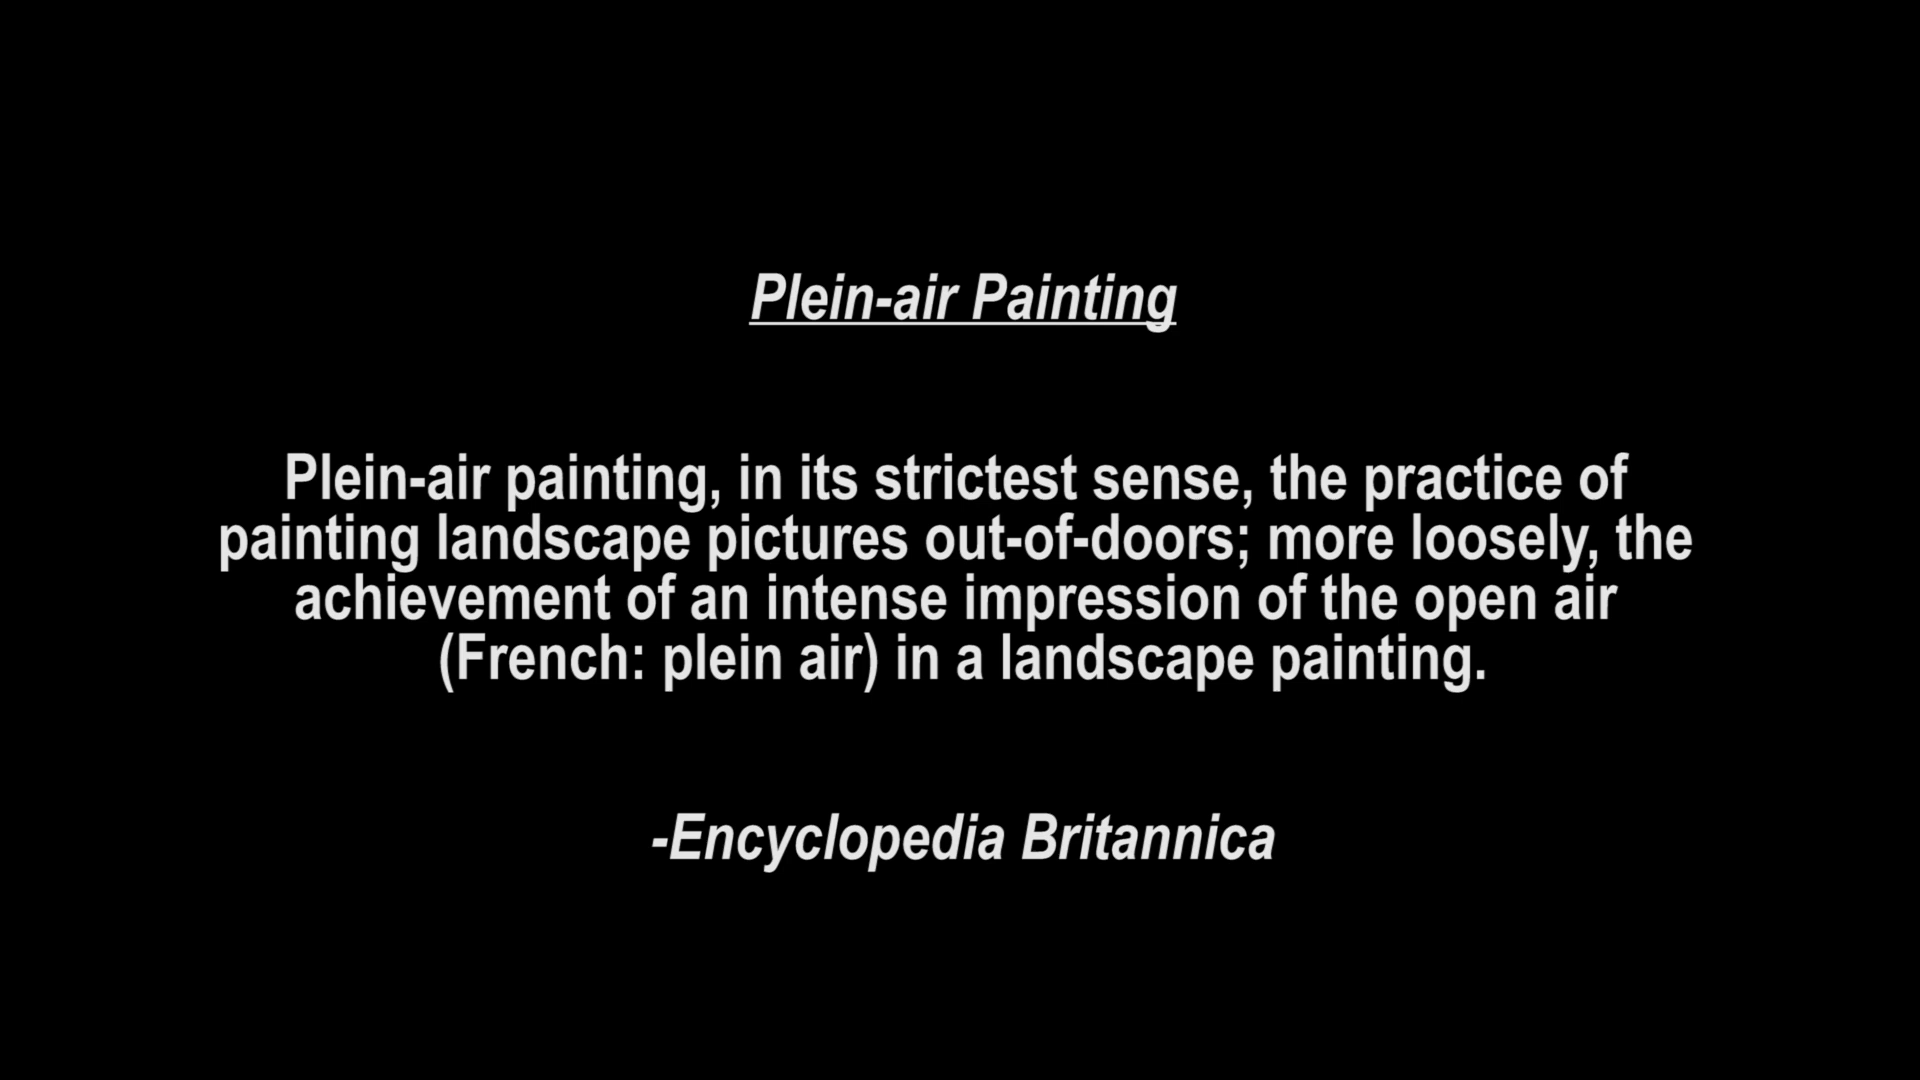 Plein-air Painting
Plein-air painting, in its strictest sense, the practice of
painting landscape pictures out-of-doors; more loosely, the
achievement of an intense impression of the open air
(French: plein air) in a landscape painting.
-Encyclopedia Britannica